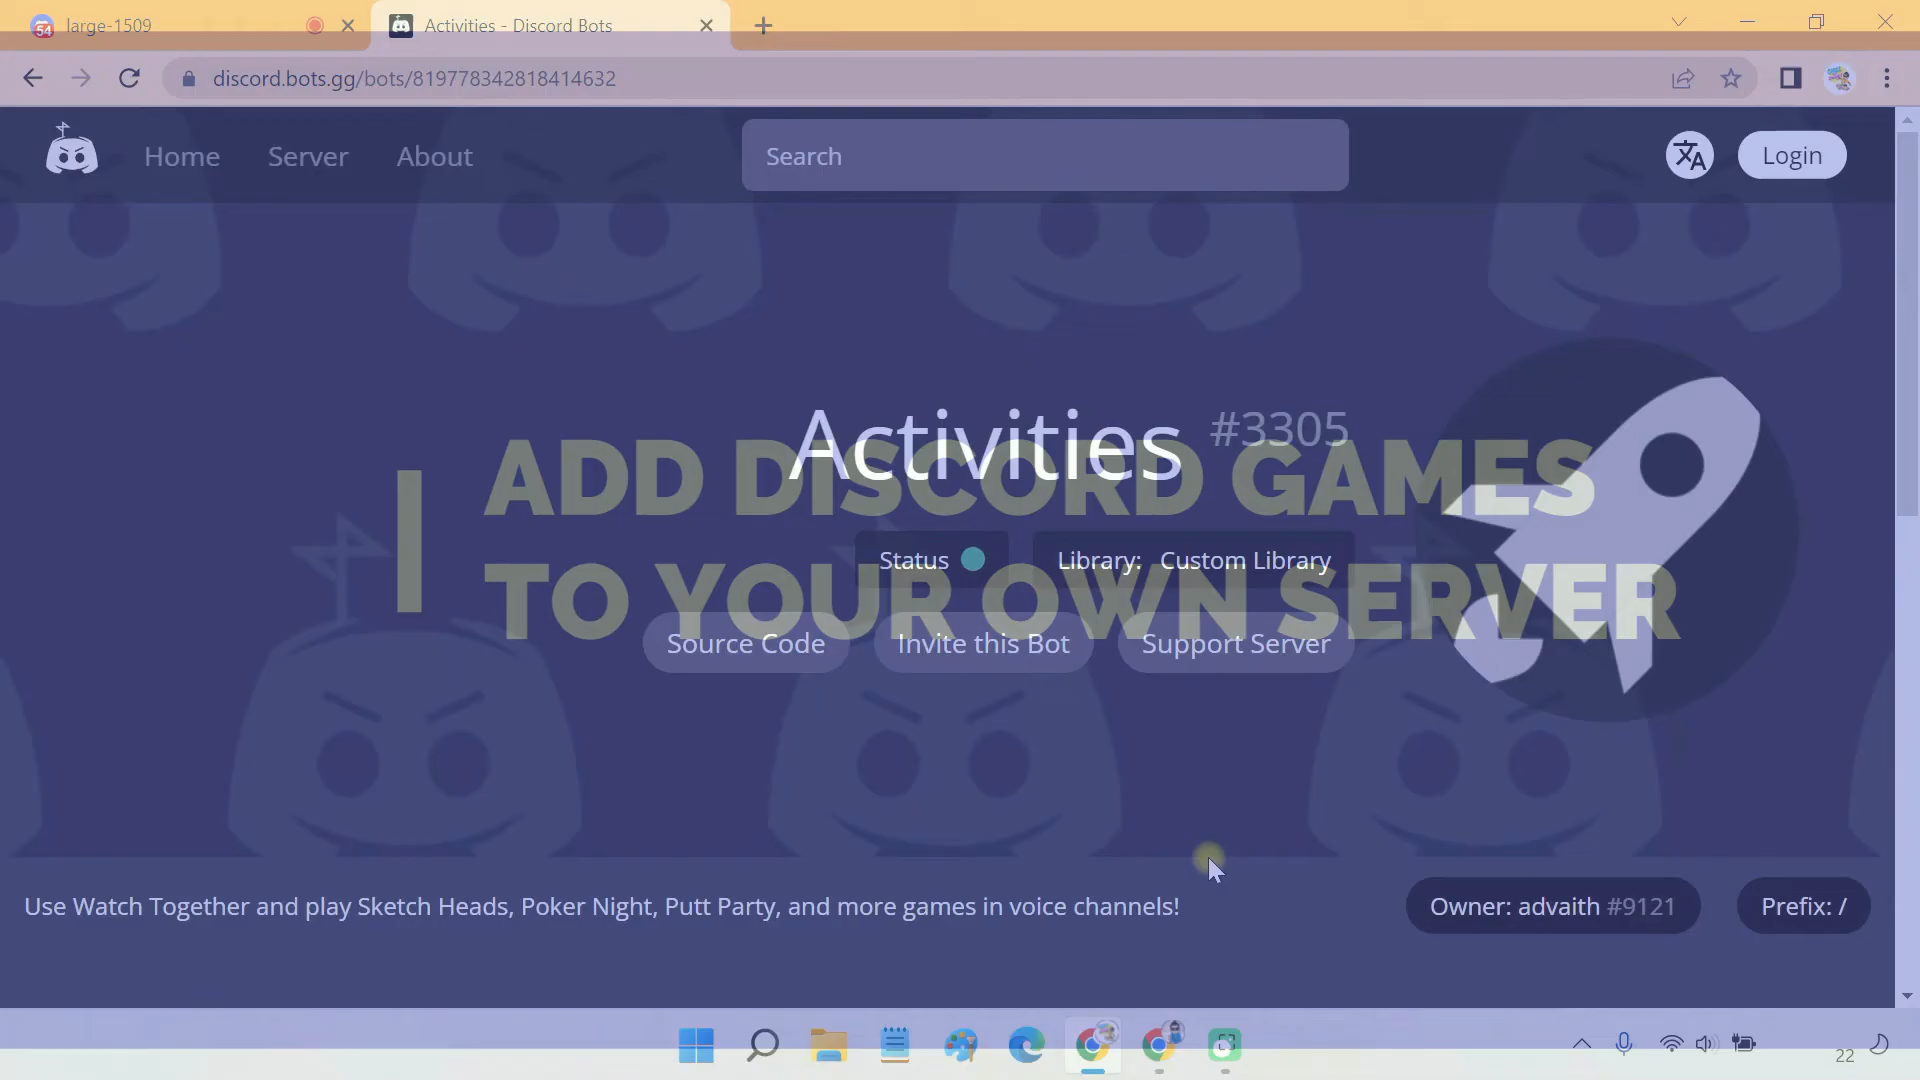 54 large-1509
Activities - Discord Bots
discord.bots.gg/bots/819778342818414632
Home Server About Search Login
Activities #3305
ADD DISCORD GAMES
Status Library: Custom Library
TO YOUR OWN SERVER
Source Code Invite this Bot Support Server
Use Watch Together and play Sketch Heads, Poker Night, Putt Party, and more games in voice channels! Owner: advaith #9121 Prefix: /
22